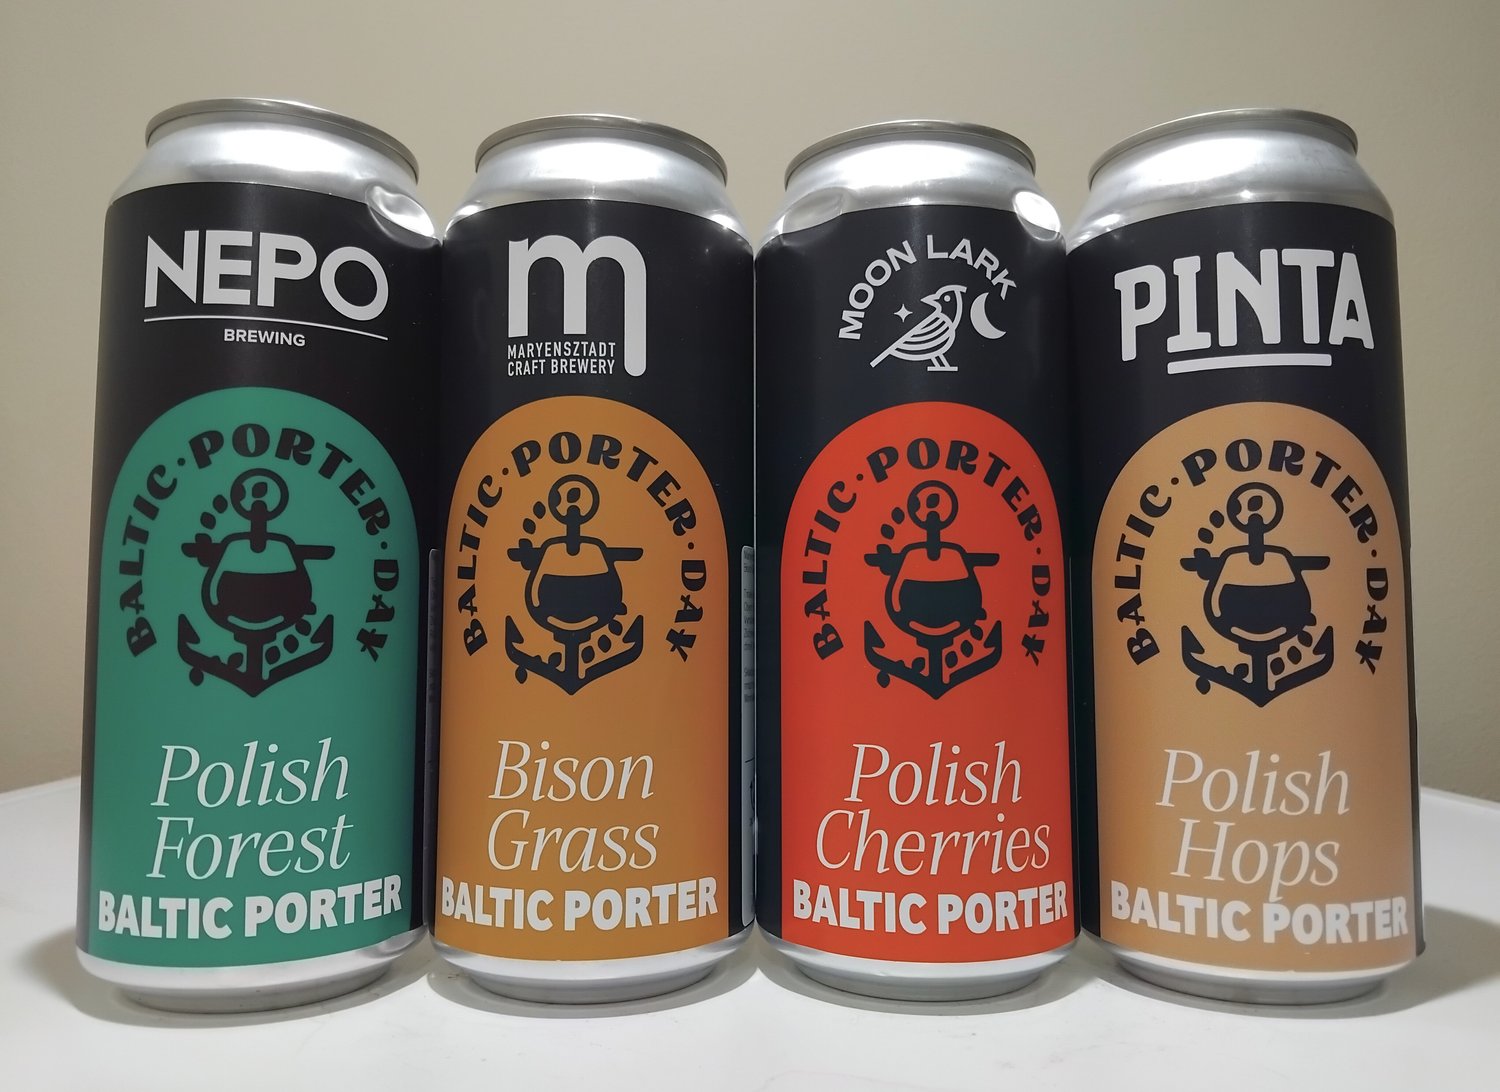 NEPO
BREWING
BALTIC · PORTER · DAY
Polish
Forest
BALTIC PORTER
m
MARYENSZTADT
CRAFT BREWERY
BALTIC · PORTER · DAY
Bison
Grass
BALTIC PORTER
MOON LARK
BALTIC · PORTER · DAY
Polish
Cherries
BALTIC PORTER
PINTA
BALTIC · PORTER · DAY
Polish
Hops
BALTIC PORTER